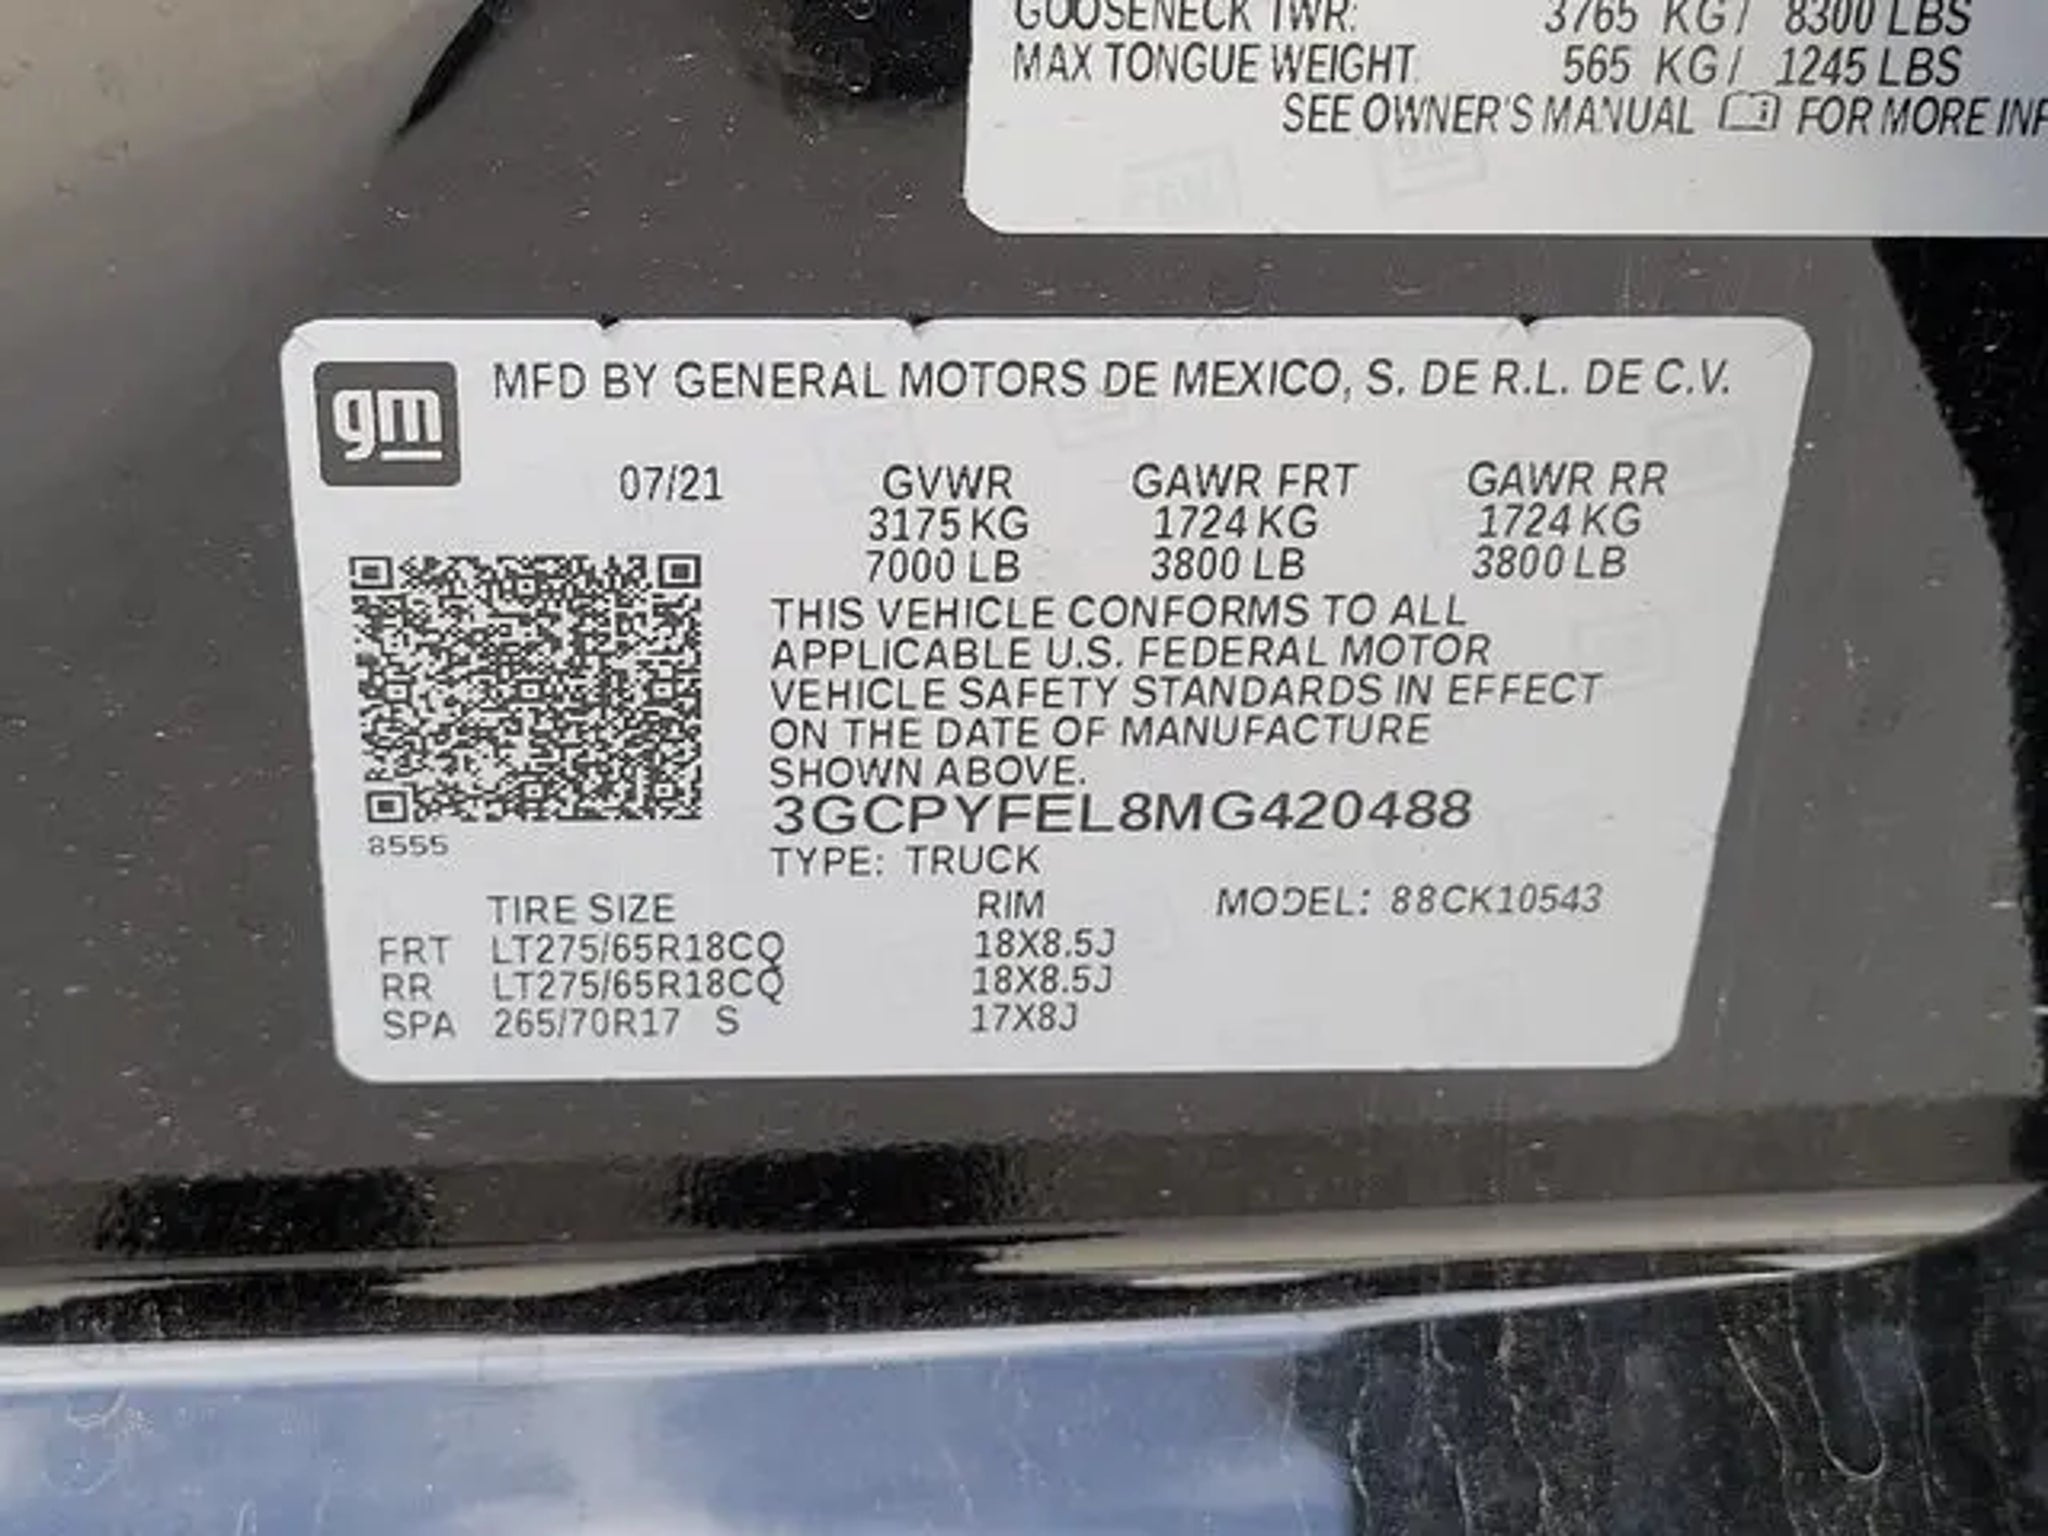 GOOSENECK TWR: 3765 KG / 8300 LBS
MAX TONGUE WEIGHT 565 KG / 1245 LBS
SEE OWNER'S MANUAL FOR MORE INF
gm
MFD BY GENERAL MOTORS DE MEXICO, S. DE R.L. DE C.V.
07/21 GVWR GAWR FRT GAWR RR
3175 KG 1724 KG 1724 KG
7000 LB 3800 LB 3800 LB
THIS VEHICLE CONFORMS TO ALL
APPLICABLE U.S. FEDERAL MOTOR
VEHICLE SAFETY STANDARDS IN EFFECT
ON THE DATE OF MANUFACTURE
SHOWN ABOVE.
3GCPYFEL8MG420488
8555
TYPE: TRUCK
TIRE SIZE RIM MODEL: 88CK10543
FRT LT275/65R18CQ 18X8.5J
RR LT275/65R18CQ 18X8.5J
SPA 265/70R17 S 17X8J